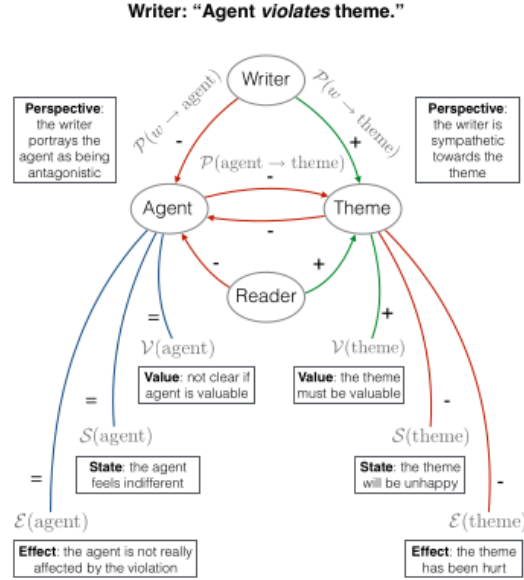 Writer: “Agent violates theme.”
Writer
P(w → agent)
P(w → theme)
Perspective:
the writer
portrays the
agent as being
antagonistic
Perspective:
the writer is
sympathetic
towards the
theme
-
+
P(agent → theme)
-
Agent
Theme
-
-
+
Reader
=
+
V(agent)
V(theme)
Value: not clear if
agent is valuable
Value: the theme
must be valuable
=
-
S(agent)
S(theme)
State: the agent
feels indifferent
State: the theme
will be unhappy
=
-
E(agent)
E(theme)
Effect: the agent is not really
affected by the violation
Effect: the theme
has been hurt